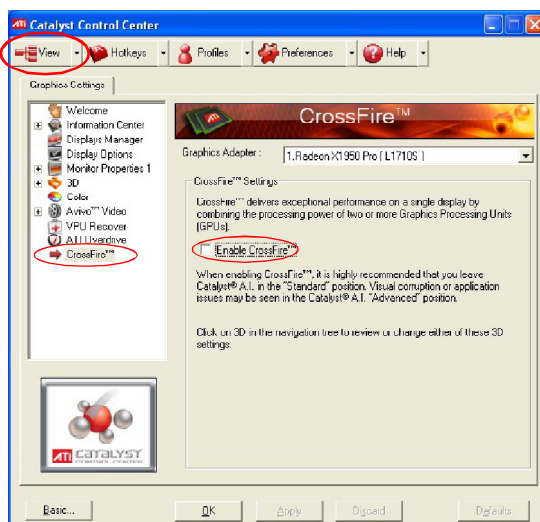 ATI Catalyst Control Center
View Hotkeys Profiles Preferences Help
Graphics Settings
Welcome
Information Center
Displays Manager
Display Options
Monitor Properties 1
3D
Color
Avivo™ Video
VPU Recover
ATI Overdrive
CrossFire™
CrossFire™
Graphics Adapter :
1.Radeon X1950 Pro [ L1710S ]
CrossFire™ Settings
CrossFire™ delivers exceptional performance on a single display by
combining the processing power of two or more Graphics Processing Units
(GPUs).
Enable CrossFire™
When enabling CrossFire™, it is highly recommended that you leave
Catalyst® A.I. in the "Standard" position. Visual corruption or application
issues may be seen in the Catalyst® A.I. "Advanced" position.
Click on 3D in the navigation tree to review or change either of these 3D
settings.
ATI CATALYST
CONTROL CENTER
Basic... OK Apply Discard Defaults